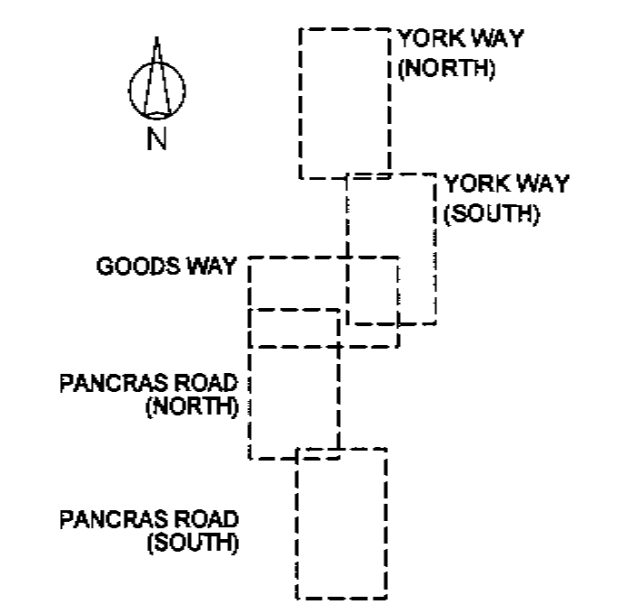 YORK WAY
(NORTH)
N
YORK WAY
(SOUTH)
GOODS WAY
PANCRAS ROAD
(NORTH)
PANCRAS ROAD
(SOUTH)